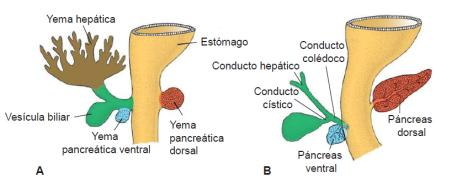 Yema hepática
Estómago
Vesícula biliar
Yema
pancreática ventral
Yema
pancreática
dorsal
A
Conducto
colédoco
Conducto hepático
Conducto
cístico
Páncreas
dorsal
Páncreas
ventral
B